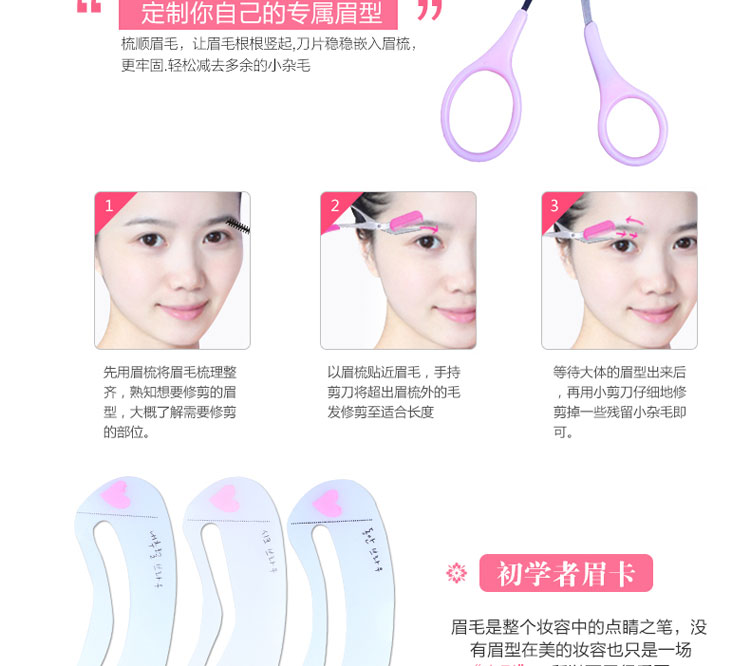 定制你自己的专属眉型
梳顺眉毛，让眉毛根根竖起,刀片稳稳嵌入眉梳，
更牢固.轻松减去多余的小杂毛
1
2
3
先用眉梳将眉毛梳理整
齐，熟知想要修剪的眉
型，大概了解需要修剪
的部位。
以眉梳贴近眉毛，手持
剪刀将超出眉梳外的毛
发修剪至适合长度
等待大体的眉型出来后
，再用小剪刀仔细地修
剪掉一些残留小杂毛即
可。
初学者眉卡
眉毛是整个妆容中的点睛之笔，没
有眉型在美的妆容也只是一场